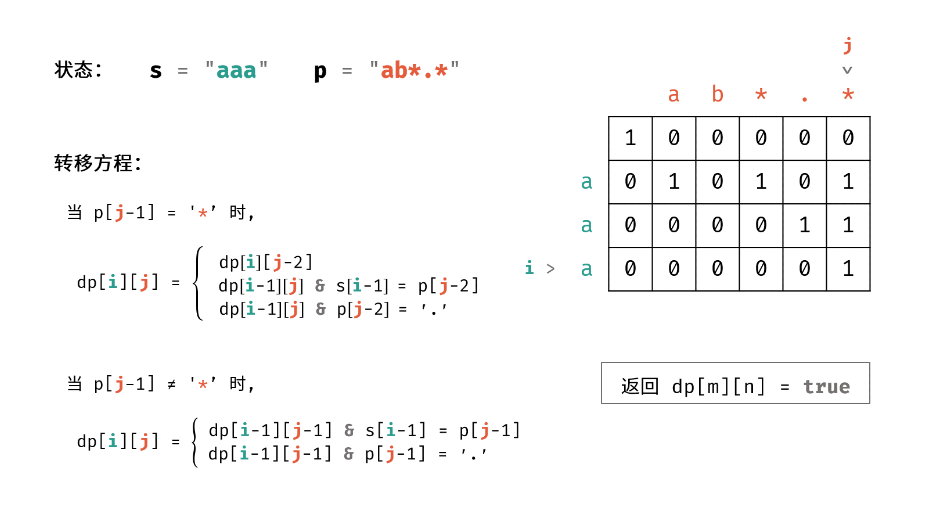 状态： s = "aaa" p = "ab*.*"
转移方程：
当 p[j-1] = '*' 时，
dp[i][j] =
dp[i][j-2]
dp[i-1][j] & s[i-1] = p[j-2]
dp[i-1][j] & p[j-2] = '.'
当 p[j-1] ≠ '*' 时，
dp[i][j] =
dp[i-1][j-1] & s[i-1] = p[j-1]
dp[i-1][j-1] & p[j-1] = '.'
j
v
a b * . *
1 0 0 0 0 0
a 0 1 0 1 0 1
a 0 0 0 0 1 1
i > a 0 0 0 0 0 1
返回 dp[m][n] = true